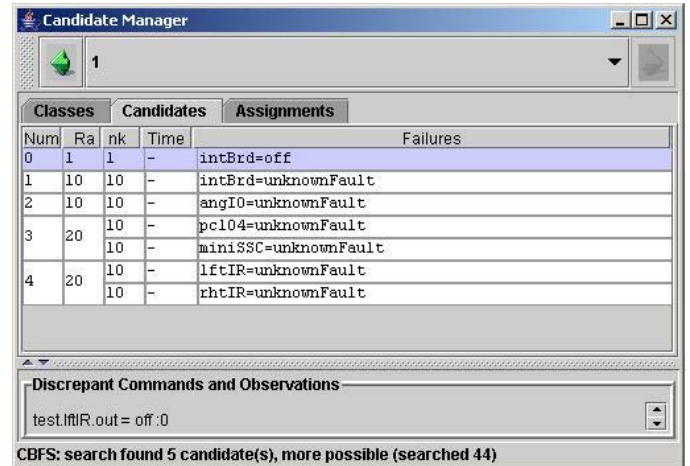 Candidate Manager
1
Classes Candidates Assignments
Num Ra nk Time Failures
0 1 1 - intBrd=off
1 10 10 - intBrd=unknownFault
2 10 10 - angIO=unknownFault
3 20 10 - pc104=unknownFault
10 - miniSSC=unknownFault
4 20 10 - lftIR=unknownFault
10 - rhtIR=unknownFault
Discrepant Commands and Observations
test.lftIR.out = off :0
CBFS: search found 5 candidate(s), more possible (searched 44)